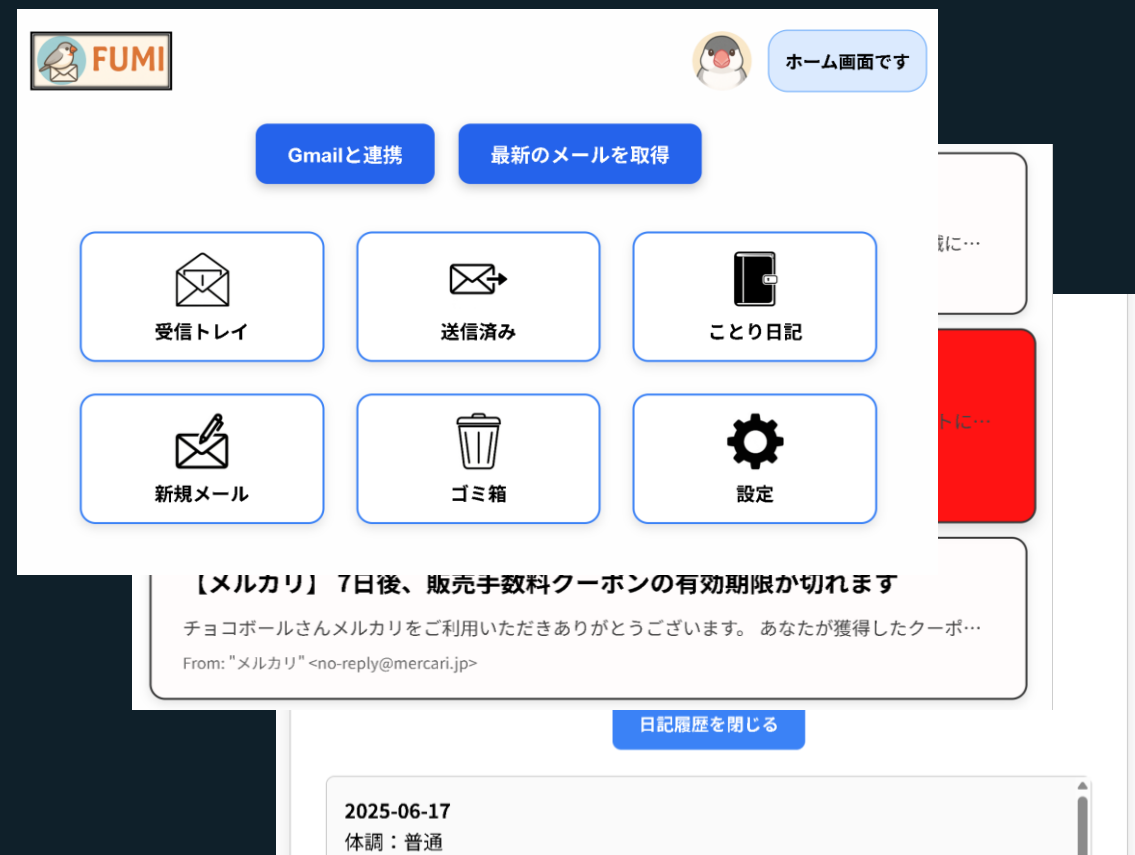 FUMI
ホーム画面です
Gmailと連携
最新のメールを取得
受信トレイ
送信済み
ことり日記
新規メール
ゴミ箱
設定
に…
トに…
【メルカリ】 7日後、販売手数料クーポンの有効期限が切れます
チョコボールさんメルカリをご利用いただきありがとうございます。 あなたが獲得したクーポ…
From: "メルカリ" <no-reply@mercari.jp>
日記履歴を閉じる
2025-06-17
体調：普通